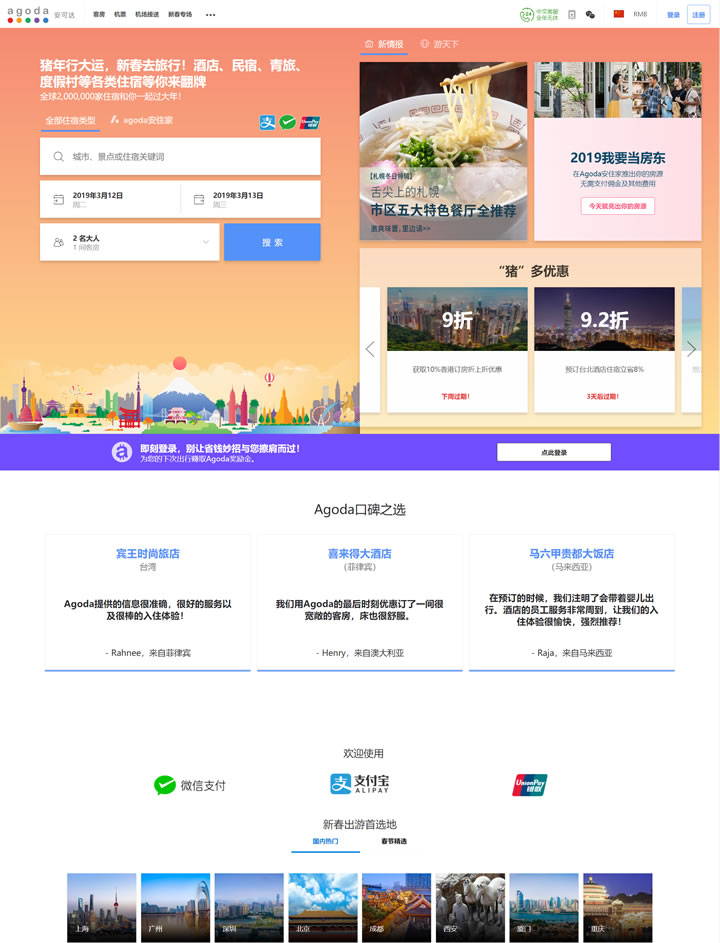 agoda
安可达
客房 机票 机场接送 新春专场 •••
24 中文客服 全年无休
RMB
登录
注册
猪年行大运，新春去旅行！酒店、民宿、青旅、
度假村等各类住宿等你来翻牌
全球2,000,000家住宿和你一起过大年！
全部住宿类型
agoda安住家
支
UnionPay
银联
城市、景点或住宿关键词
2019年3月12日
周二
2019年3月13日
周三
2 名大人
1 间客房
搜 索
新情报
游天下
【札幌冬日特辑】
舌尖上的札幌
市区五大特色餐厅全推荐
激爽味蕾，里边请>>
2019我要当房东
在Agoda安住家推出你的房源
无需支付佣金及其他费用
今天就亮出你的房源
“猪”多优惠
9折
获取10%香港订房折上折优惠
下周过期！
9.2折
预订台北酒店住宿立省8%
3天后过期！
即刻登录，别让省钱妙招与您擦肩而过！
为您的下次出行赚取Agoda奖励金。
点此登录
Agoda口碑之选
宾王时尚旅店
台湾
Agoda提供的信息很准确，很好的服务以
及很棒的入住体验！
- Rahnee，来自菲律宾
喜来得大酒店
（菲律宾）
我们用Agoda的最后时刻优惠订了一间很
宽敞的客房，床也很舒服。
- Henry，来自澳大利亚
马六甲贵都大饭店
（马来西亚）
在预订的时候，我们注明了会带着婴儿出
行。酒店的员工服务非常周到，让我们的入
住体验很愉快，强烈推荐！
- Raja，来自马来西亚
欢迎使用
微信支付
支
支付宝
ALIPAY
UnionPay
银联
新春出游首选地
国内热门
春节精选
上海
广州
深圳
北京
成都
西安
厦门
重庆